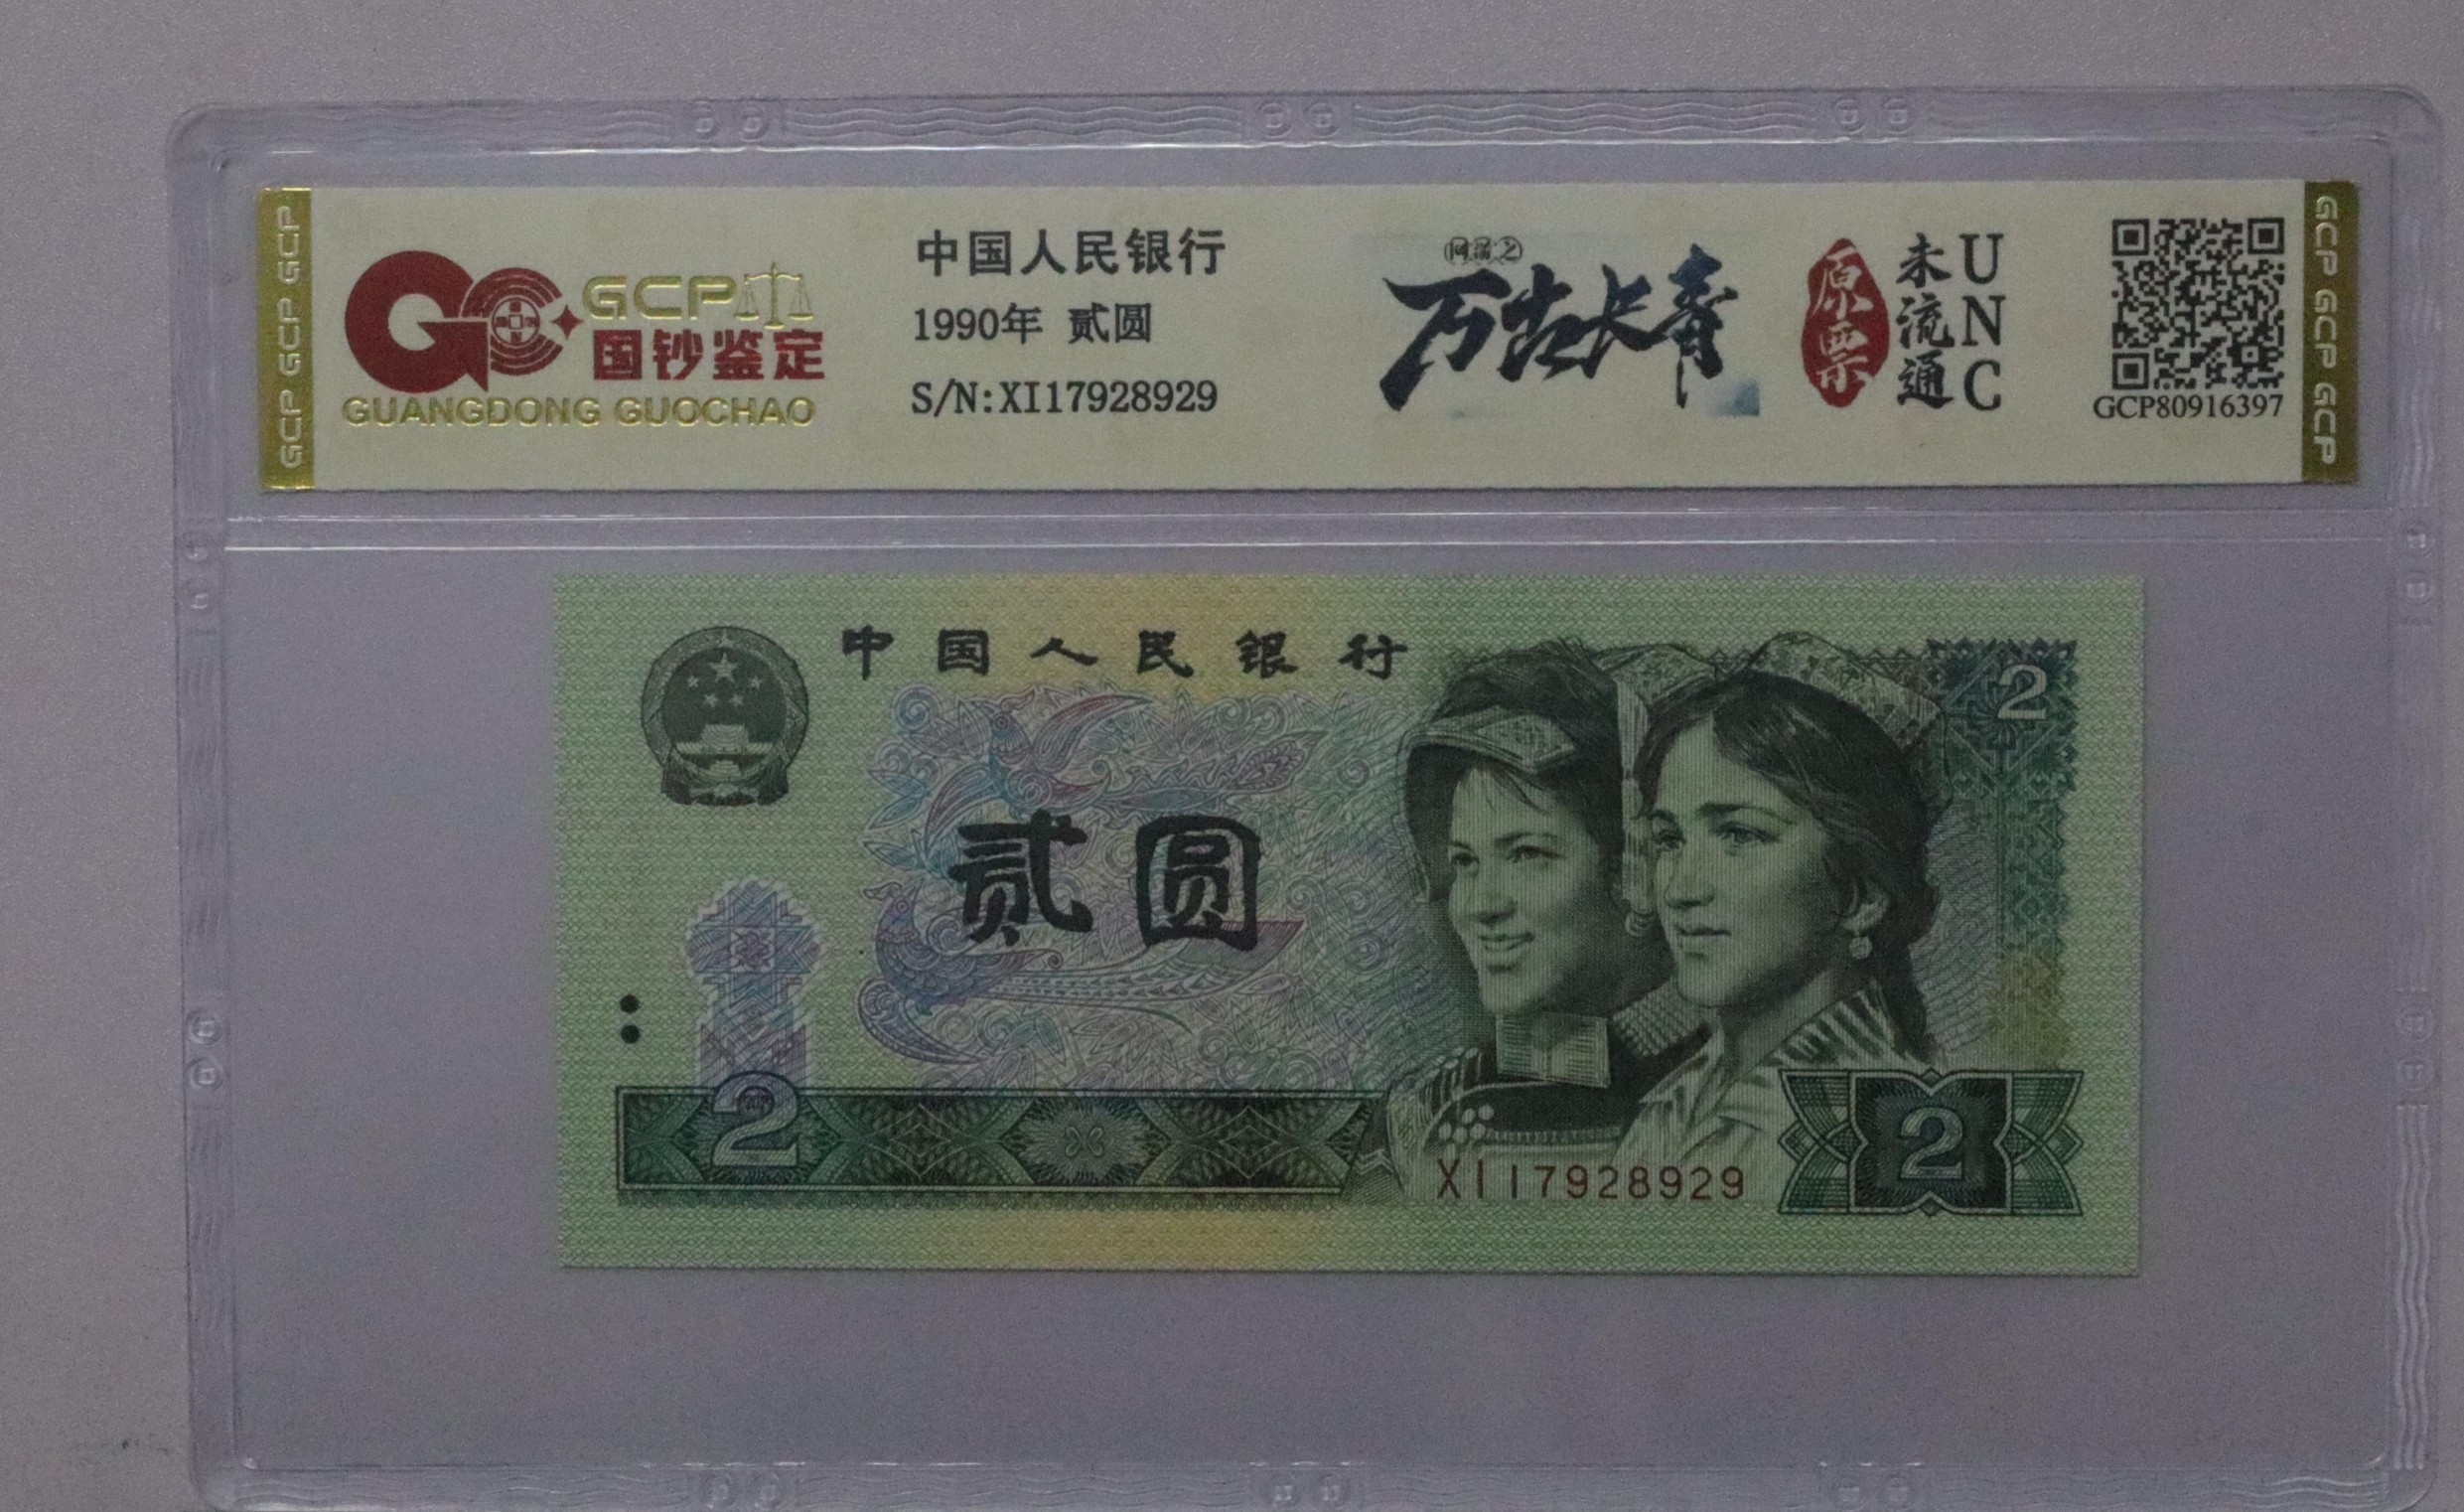 GCP GCP GCP
GCP
国钞鉴定
GUANGDONG GUOCHAO
中国人民银行
1990年 贰圆
S/N:XI17928929
万古长青
原票
未流通
UNC
GCP80916397
GCP GCP GCP
中国人民银行
2
贰圆
2
XI17928929
2